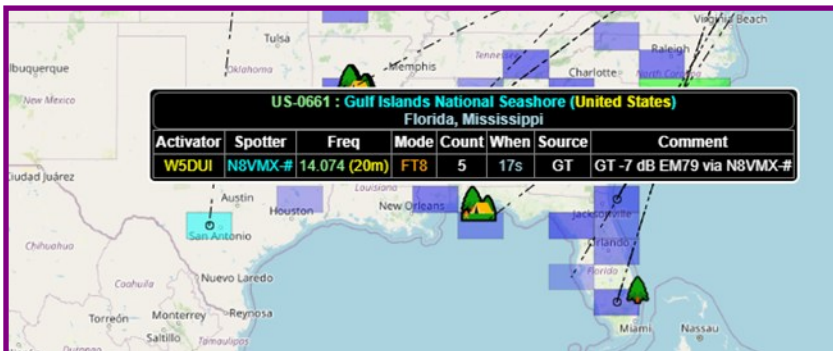 Virginia Beach
Tulsa
Raleigh
lbuquerque
Oklahoma
Memphis
Tennessee
Charlotte
North Carolina
New Mexico
US-0661 : Gulf Islands National Seashore (United States)
Florida, Mississippi
Activator Spotter Freq Mode Count When Source Comment
W5DUI N8VMX-# 14.074 (20m) FT8 5 17s GT GT -7 dB EM79 via N8VMX-#
iudad Juárez
Austin
Houston
Louisiana
New Orleans
Jacksonville
San Antonio
Chihuahua
Orlando
Coahuila
Nuevo Laredo
Florida
Torreón
Monterrey
Reynosa
Saltillo
Tamaulipas
Miami
Nassau
Durango